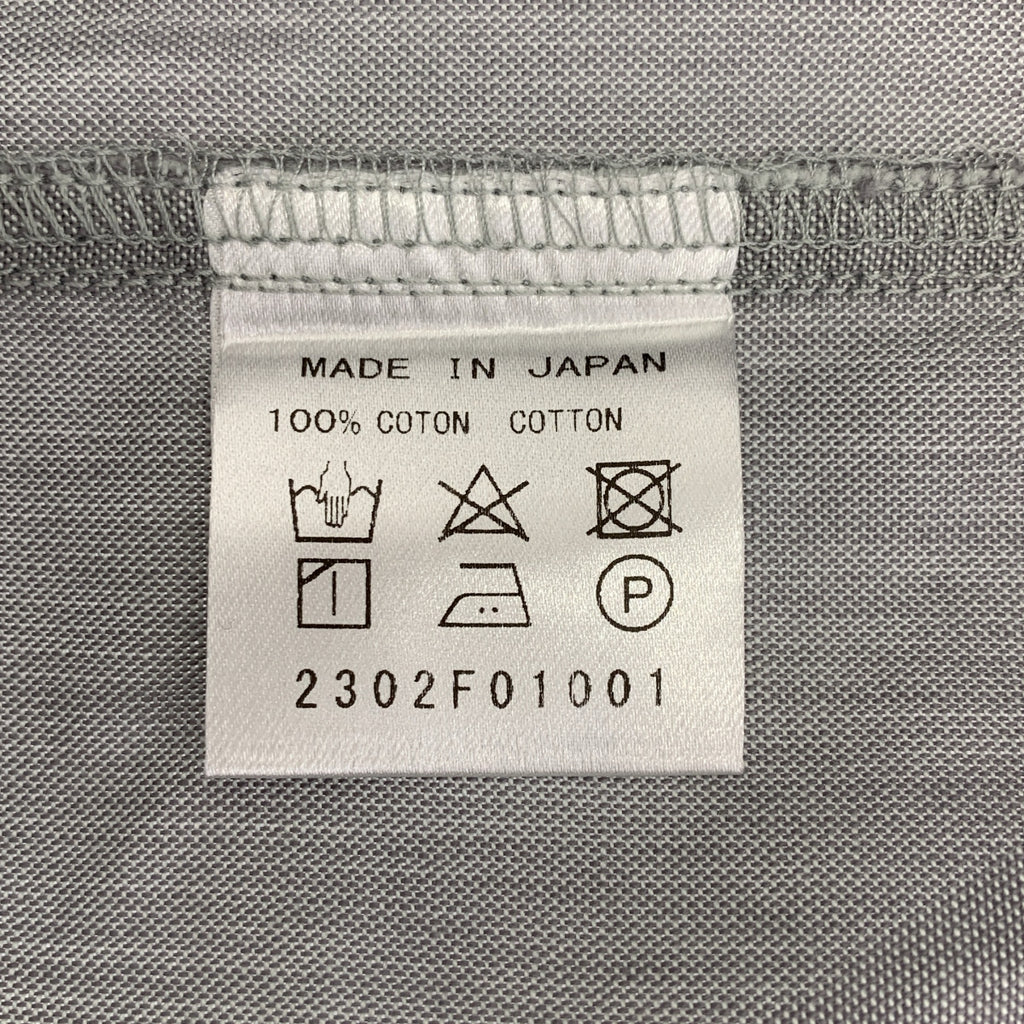 MADE IN JAPAN
100% COTON COTTON
P
2302F01001